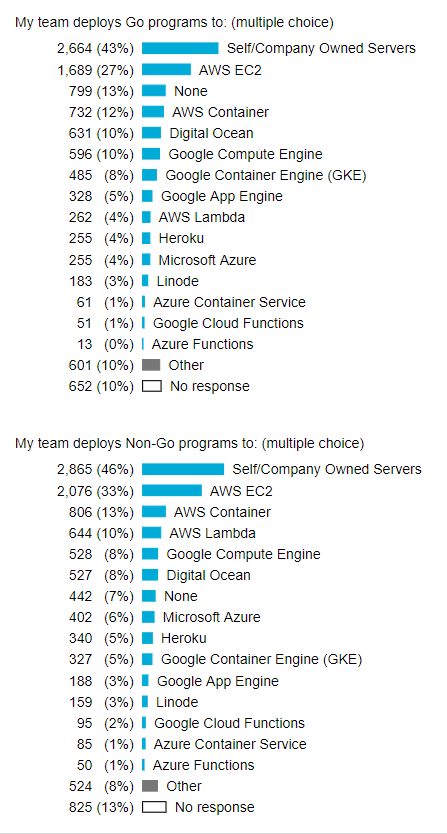 My team deploys Go programs to: (multiple choice)
2,664 (43%) Self/Company Owned Servers
1,689 (27%) AWS EC2
799 (13%) None
732 (12%) AWS Container
631 (10%) Digital Ocean
596 (10%) Google Compute Engine
485 (8%) Google Container Engine (GKE)
328 (5%) Google App Engine
262 (4%) AWS Lambda
255 (4%) Heroku
255 (4%) Microsoft Azure
183 (3%) Linode
61 (1%) Azure Container Service
51 (1%) Google Cloud Functions
13 (0%) Azure Functions
601 (10%) Other
652 (10%) No response
My team deploys Non-Go programs to: (multiple choice)
2,865 (46%) Self/Company Owned Servers
2,076 (33%) AWS EC2
806 (13%) AWS Container
644 (10%) AWS Lambda
528 (8%) Google Compute Engine
527 (8%) Digital Ocean
442 (7%) None
402 (6%) Microsoft Azure
340 (5%) Heroku
327 (5%) Google Container Engine (GKE)
188 (3%) Google App Engine
159 (3%) Linode
95 (2%) Google Cloud Functions
85 (1%) Azure Container Service
50 (1%) Azure Functions
524 (8%) Other
825 (13%) No response